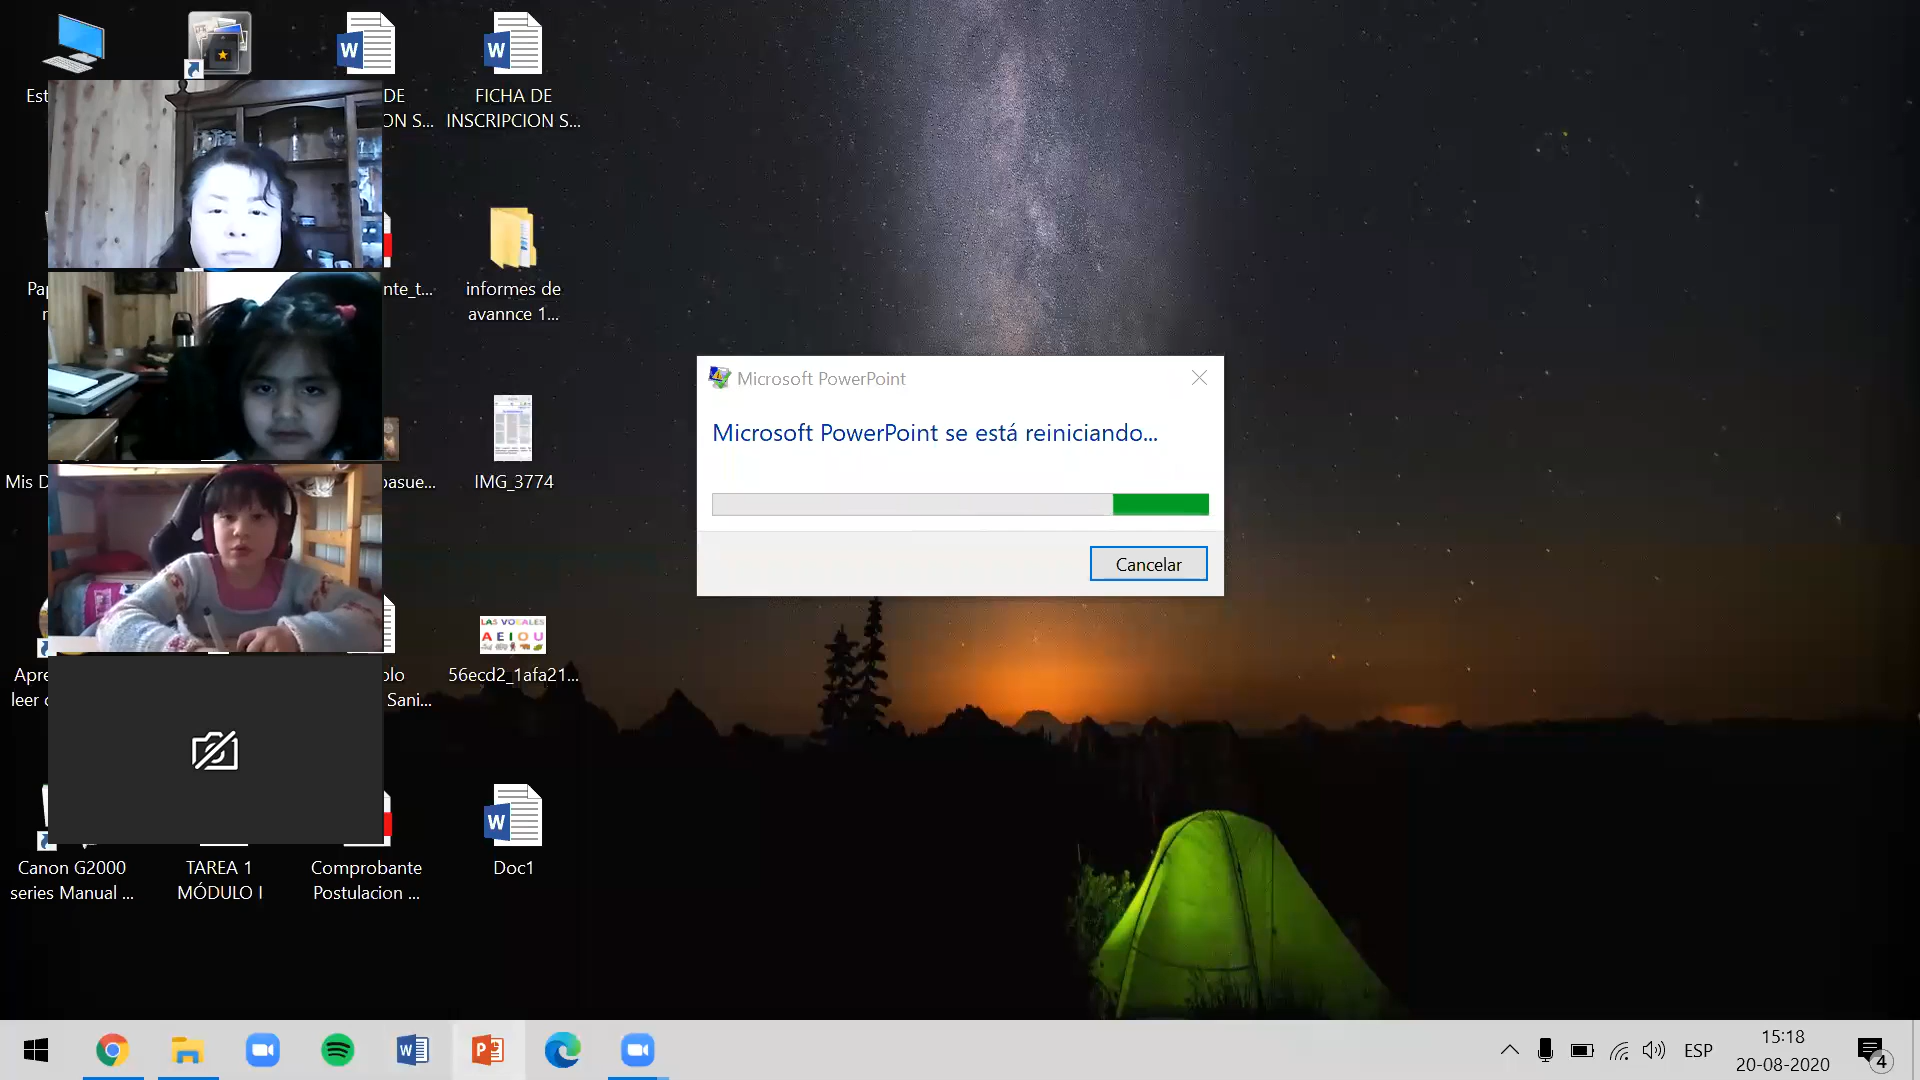 Est
DE
ON S...
FICHA DE
INSCRIPCION S...
Pap
nte_t...
informes de
avannce 1...
Mis D
pasue...
IMG_3774
LAS VOCALES
A E I O U
Apre
leer c
olo
Sani...
56ecd2_1afa21...
Canon G2000
series Manual ...
TAREA 1
MÓDULO I
Comprobante
Postulacion ...
Doc1
Microsoft PowerPoint
Microsoft PowerPoint se está reiniciando...
Cancelar
ESP
15:18
20-08-2020
4